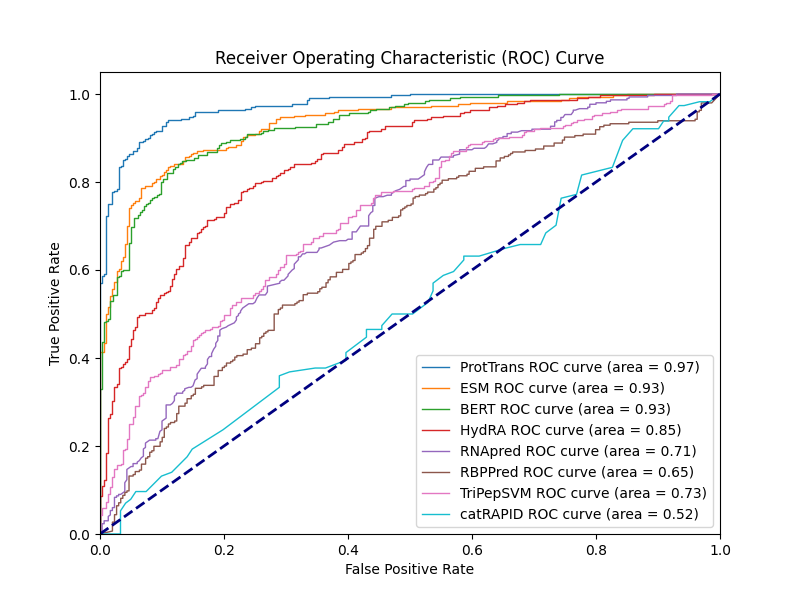 Receiver Operating Characteristic (ROC) Curve
1.0
0.8
0.6
0.4
0.2
0.0
True Positive Rate
ProtTrans ROC curve (area = 0.97)
ESM ROC curve (area = 0.93)
BERT ROC curve (area = 0.93)
HydRA ROC curve (area = 0.85)
RNApred ROC curve (area = 0.71)
RBPPred ROC curve (area = 0.65)
TriPepSVM ROC curve (area = 0.73)
catRAPID ROC curve (area = 0.52)
0.0 0.2 0.4 0.6 0.8 1.0
False Positive Rate